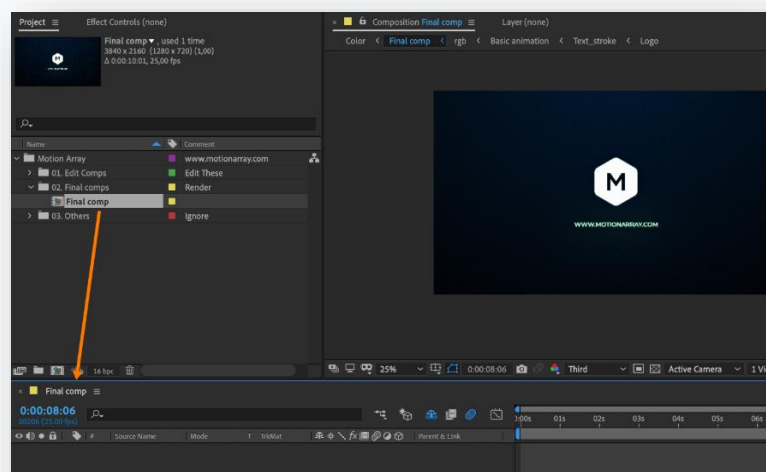 Project
Effect Controls (none)
Final comp ▾ , used 1 time
3840 x 2160 (1280 x 720) (1,00)
Δ 0:00:10:01, 25,00 fps
Name
Comment
Motion Array
www.motionarray.com
01. Edit Comps
Edit These
02. Final comps
Render
Final comp
03. Others
Ignore
16 bpc
Composition Final comp
Layer (none)
Color
Final comp
rgb
Basic animation
Text_stroke
Logo
M
WWW.MOTIONARRAY.COM
25%
0:00:08:06
Third
Active Camera
1 Vi
Final comp
0:00:08:06
00206 (25.00 fps)
#
Source Name
Mode
T TrkMat
Parent & Link
01s
02s
03s
04s
05s
06s